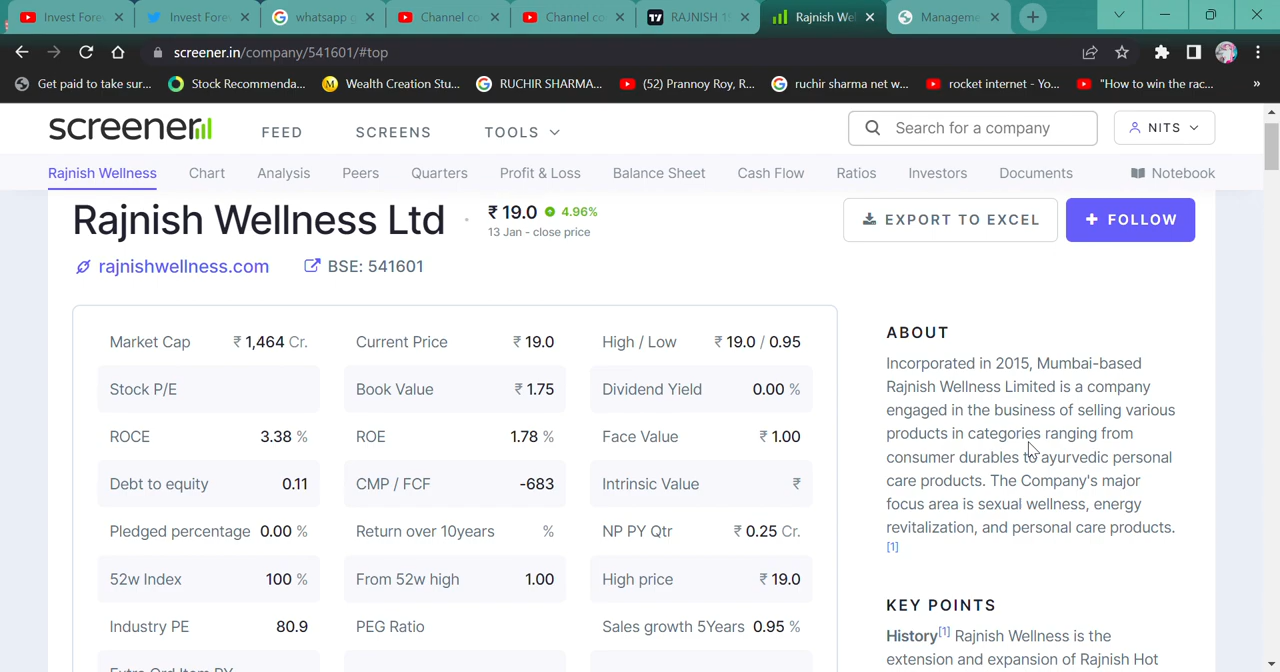 Invest Fore
Invest Fore
whatsapp g
Channel co
Channel co
RAJNISH 1
Rajnish Wel
Manageme
screener.in/company/541601/#top
Get paid to take sur...
Stock Recommenda...
Wealth Creation Stu...
RUCHIR SHARMA...
(52) Prannoy Roy, R...
ruchir sharma net w...
rocket internet - Yo...
"How to win the rac...
»
screener
FEED
SCREENS
TOOLS
Search for a company
NITS
Rajnish Wellness
Chart
Analysis
Peers
Quarters
Profit & Loss
Balance Sheet
Cash Flow
Ratios
Investors
Documents
Notebook
Rajnish Wellness Ltd
₹ 19.0 4.96%
13 Jan - close price
EXPORT TO EXCEL
+ FOLLOW
rajnishwellness.com
BSE: 541601
Market Cap ₹ 1,464 Cr.
Current Price ₹ 19.0
High / Low ₹ 19.0 / 0.95
Stock P/E
Book Value ₹ 1.75
Dividend Yield 0.00 %
ROCE 3.38 %
ROE 1.78 %
Face Value ₹ 1.00
Debt to equity 0.11
CMP / FCF -683
Intrinsic Value ₹
Pledged percentage 0.00 %
Return over 10years %
NP PY Qtr ₹ 0.25 Cr.
52w Index 100 %
From 52w high 1.00
High price ₹ 19.0
Industry PE 80.9
PEG Ratio
Sales growth 5Years 0.95 %
ABOUT
Incorporated in 2015, Mumbai-based
Rajnish Wellness Limited is a company
engaged in the business of selling various
products in categories ranging from
consumer durables to ayurvedic personal
care products. The Company's major
focus area is sexual wellness, energy
revitalization, and personal care products.
[1]
KEY POINTS
History[1] Rajnish Wellness is the
extension and expansion of Rajnish Hot